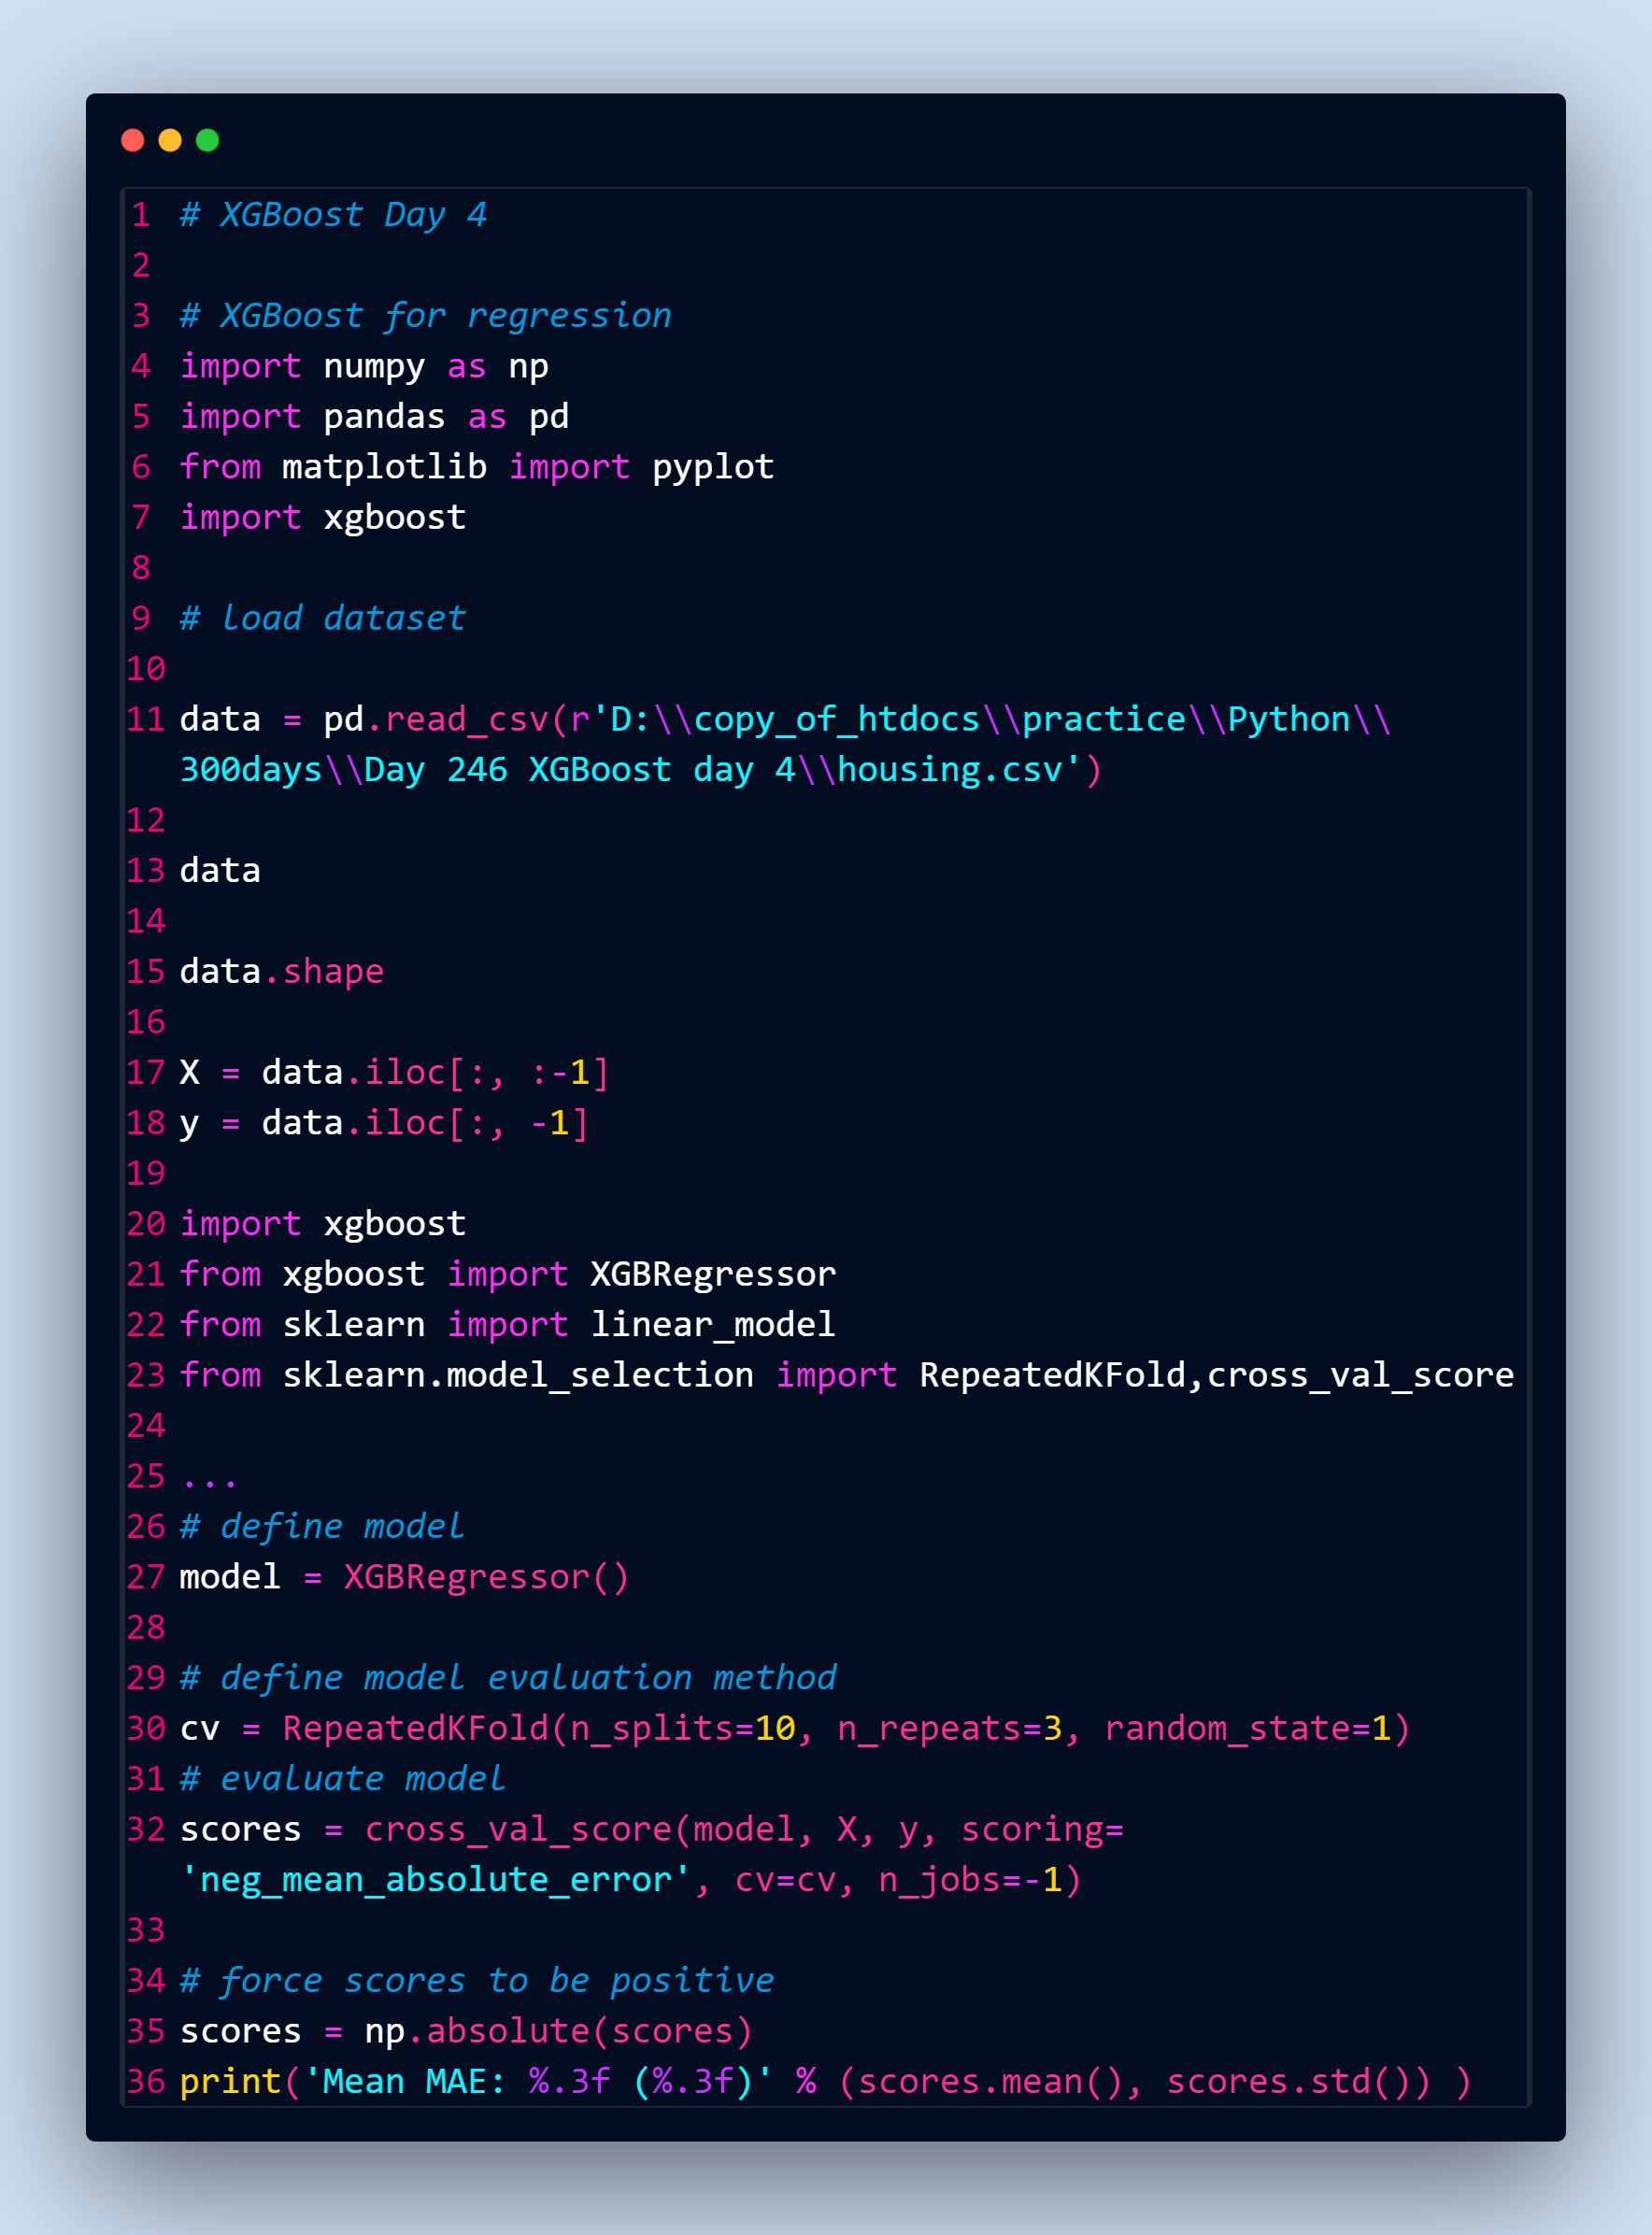 1 # XGBoost Day 4
2
3 # XGBoost for regression
4 import numpy as np
5 import pandas as pd
6 from matplotlib import pyplot
7 import xgboost
8
9 # load dataset
10
11 data = pd.read_csv(r'D:\\copy_of_htdocs\\practice\\Python\\
300days\\Day 246 XGBoost day 4\\housing.csv')
12
13 data
14
15 data.shape
16
17 X = data.iloc[:, :-1]
18 y = data.iloc[:, -1]
19
20 import xgboost
21 from xgboost import XGBRegressor
22 from sklearn import linear_model
23 from sklearn.model_selection import RepeatedKFold,cross_val_score
24
25 ...
26 # define model
27 model = XGBRegressor()
28
29 # define model evaluation method
30 cv = RepeatedKFold(n_splits=10, n_repeats=3, random_state=1)
31 # evaluate model
32 scores = cross_val_score(model, X, y, scoring=
'neg_mean_absolute_error', cv=cv, n_jobs=-1)
33
34 # force scores to be positive
35 scores = np.absolute(scores)
36 print('Mean MAE: %.3f (%.3f)' % (scores.mean(), scores.std()) )